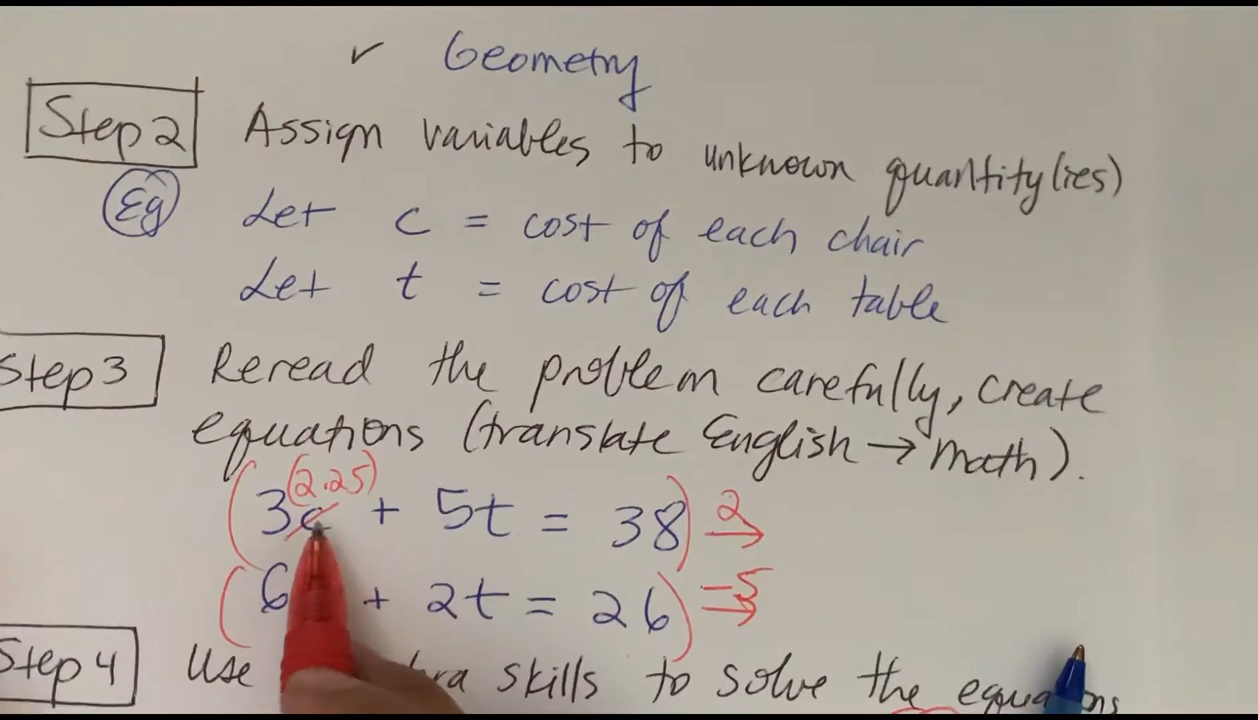 ✓ Geometry
Step 2 Assign variables to unknown quantity(ies)
Eg Let c = cost of each chair
Let t = cost of each table
Step 3 Reread the problem carefully, create
equations (translate English → math).
(2.25)
(3c + 5t = 38) 2→
(6 + 2t = 26) -5→
Step 4 Use skills to solve the